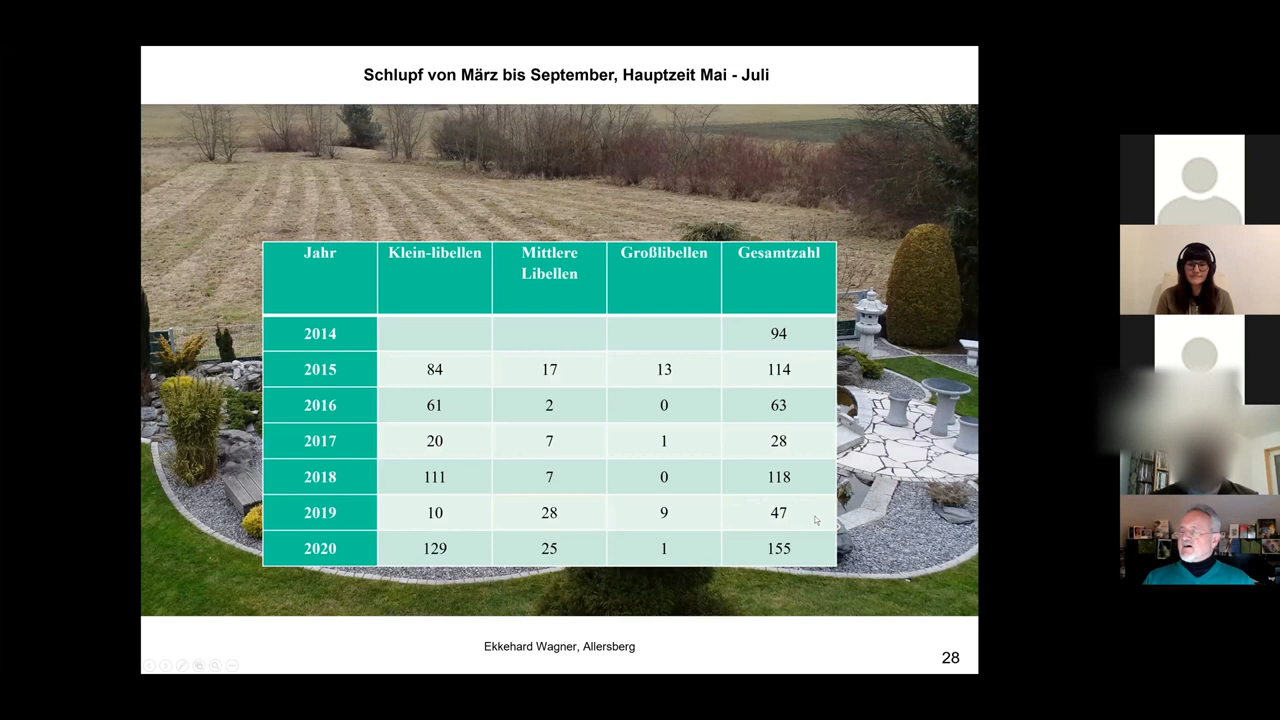 Schlupf von März bis September, Hauptzeit Mai - Juli
Jahr Klein-libellen Mittlere Libellen Großlibellen Gesamtzahl
2014 94
2015 84 17 13 114
2016 61 2 0 63
2017 20 7 1 28
2018 111 7 0 118
2019 10 28 9 47
2020 129 25 1 155
Ekkehard Wagner, Allersberg
28